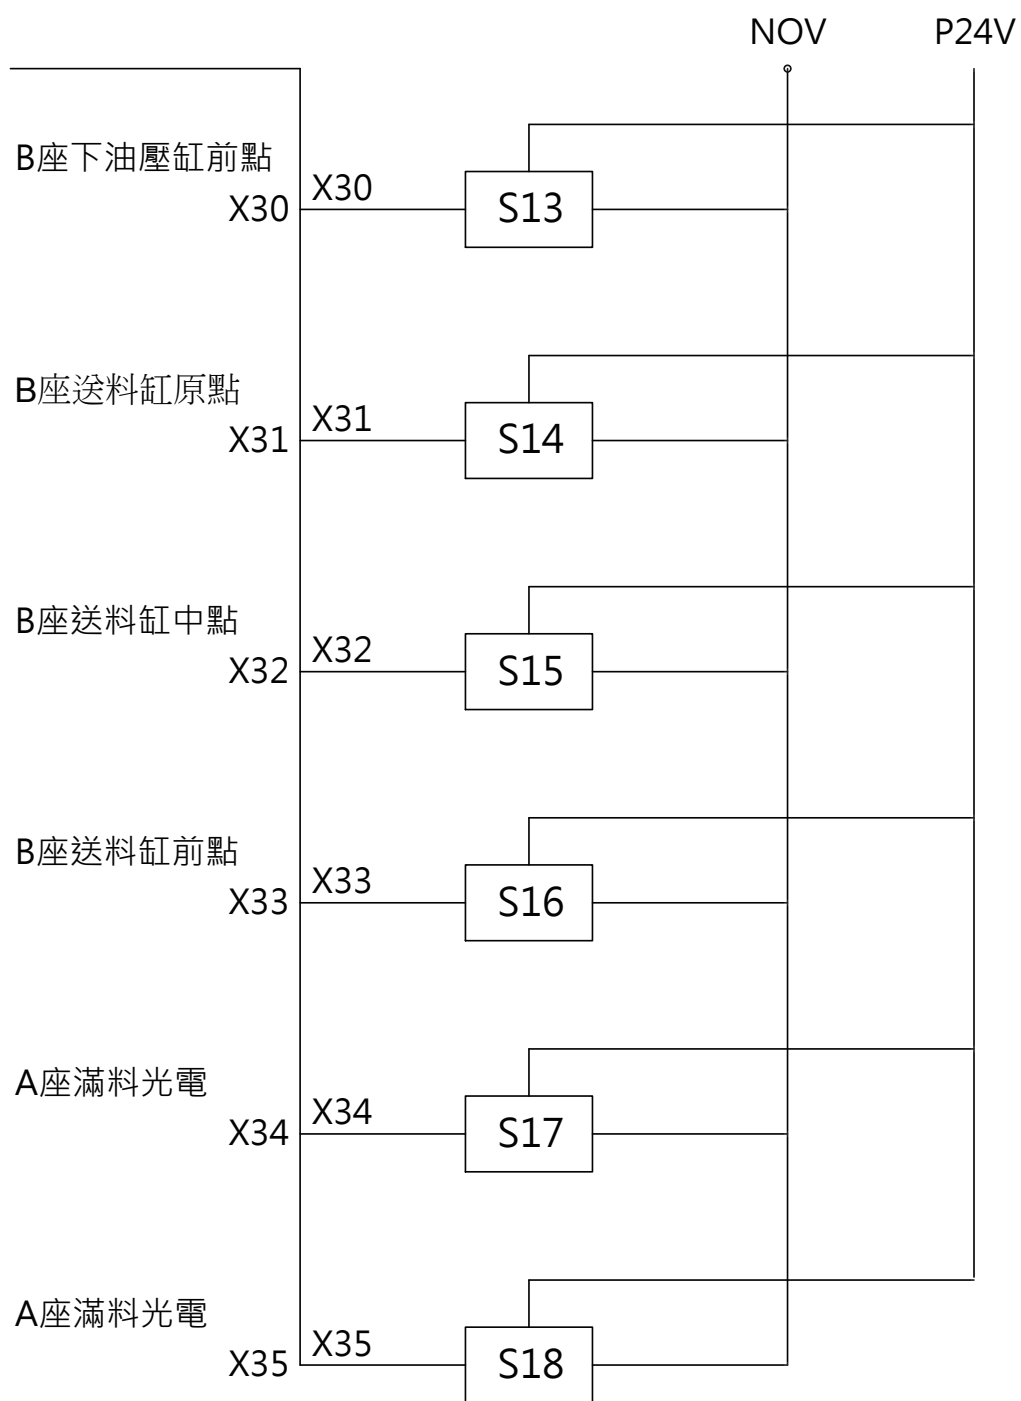 NOV P24V
B座下油壓缸前點
X30 X30 S13
B座送料缸原點
X31 X31 S14
B座送料缸中點
X32 X32 S15
B座送料缸前點
X33 X33 S16
A座滿料光電
X34 X34 S17
A座滿料光電
X35 X35 S18